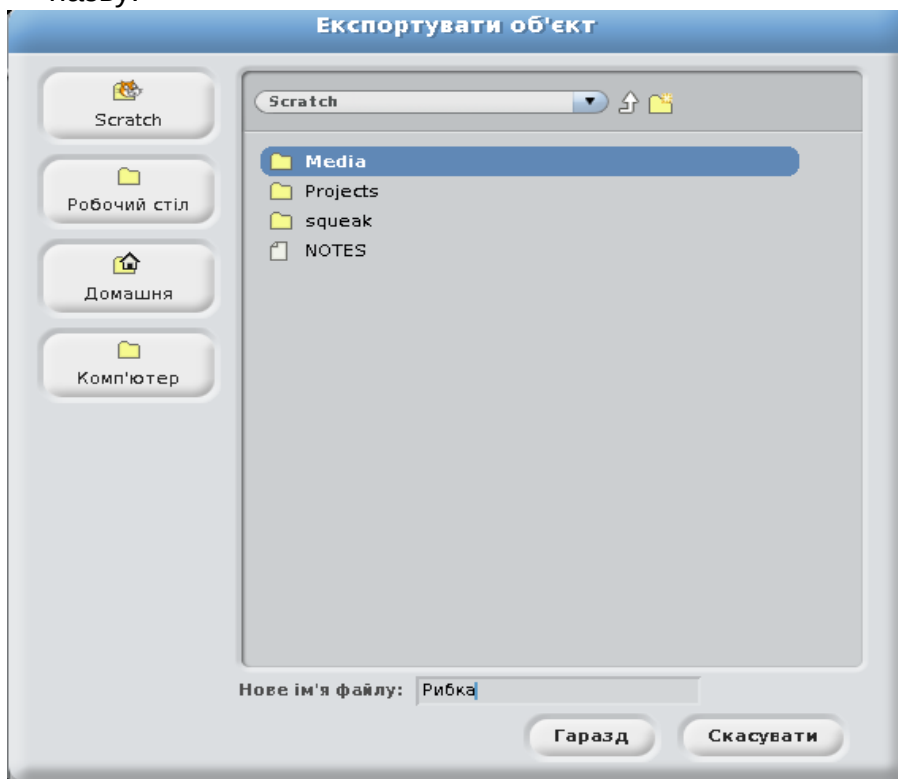 назву.
Експортувати об'єкт
Scratch
Робочий стіл
Домашня
Комп'ютер
Scratch
Media
Projects
squeak
NOTES
Нове ім'я файлу: Рибка
Гаразд Скасувати